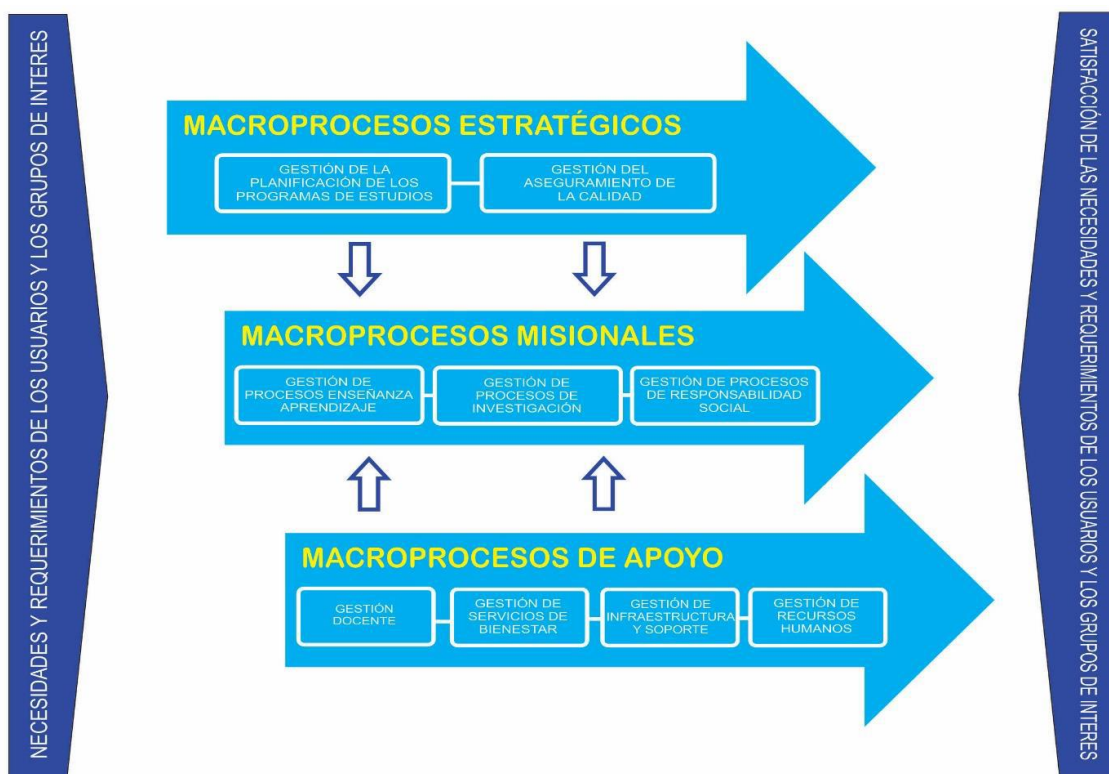 NECESIDADES Y REQUERIMIENTOS DE LOS USUARIOS Y LOS GRUPOS DE INTERES
MACROPROCESOS ESTRATÉGICOS
GESTIÓN DE LA
PLANIFICACIÓN DE LOS
PROGRAMAS DE ESTUDIOS
GESTIÓN DEL
ASEGURAMIENTO DE
LA CALIDAD
MACROPROCESOS MISIONALES
GESTIÓN DE
PROCESOS ENSEÑANZA
APRENDIZAJE
GESTIÓN DE
PROCESOS DE
INVESTIGACIÓN
GESTIÓN DE PROCESOS
DE RESPONSABILIDAD
SOCIAL
MACROPROCESOS DE APOYO
GESTIÓN
DOCENTE
GESTIÓN DE
SERVICIOS DE
BIENESTAR
GESTIÓN DE
INFRAESTRUCTURA
Y SOPORTE
GESTIÓN DE
RECURSOS
HUMANOS
SATISFACCIÓN DE LAS NECESIDADES Y REQUERIMIENTOS DE LOS USUARIOS Y LOS GRUPOS DE INTERES